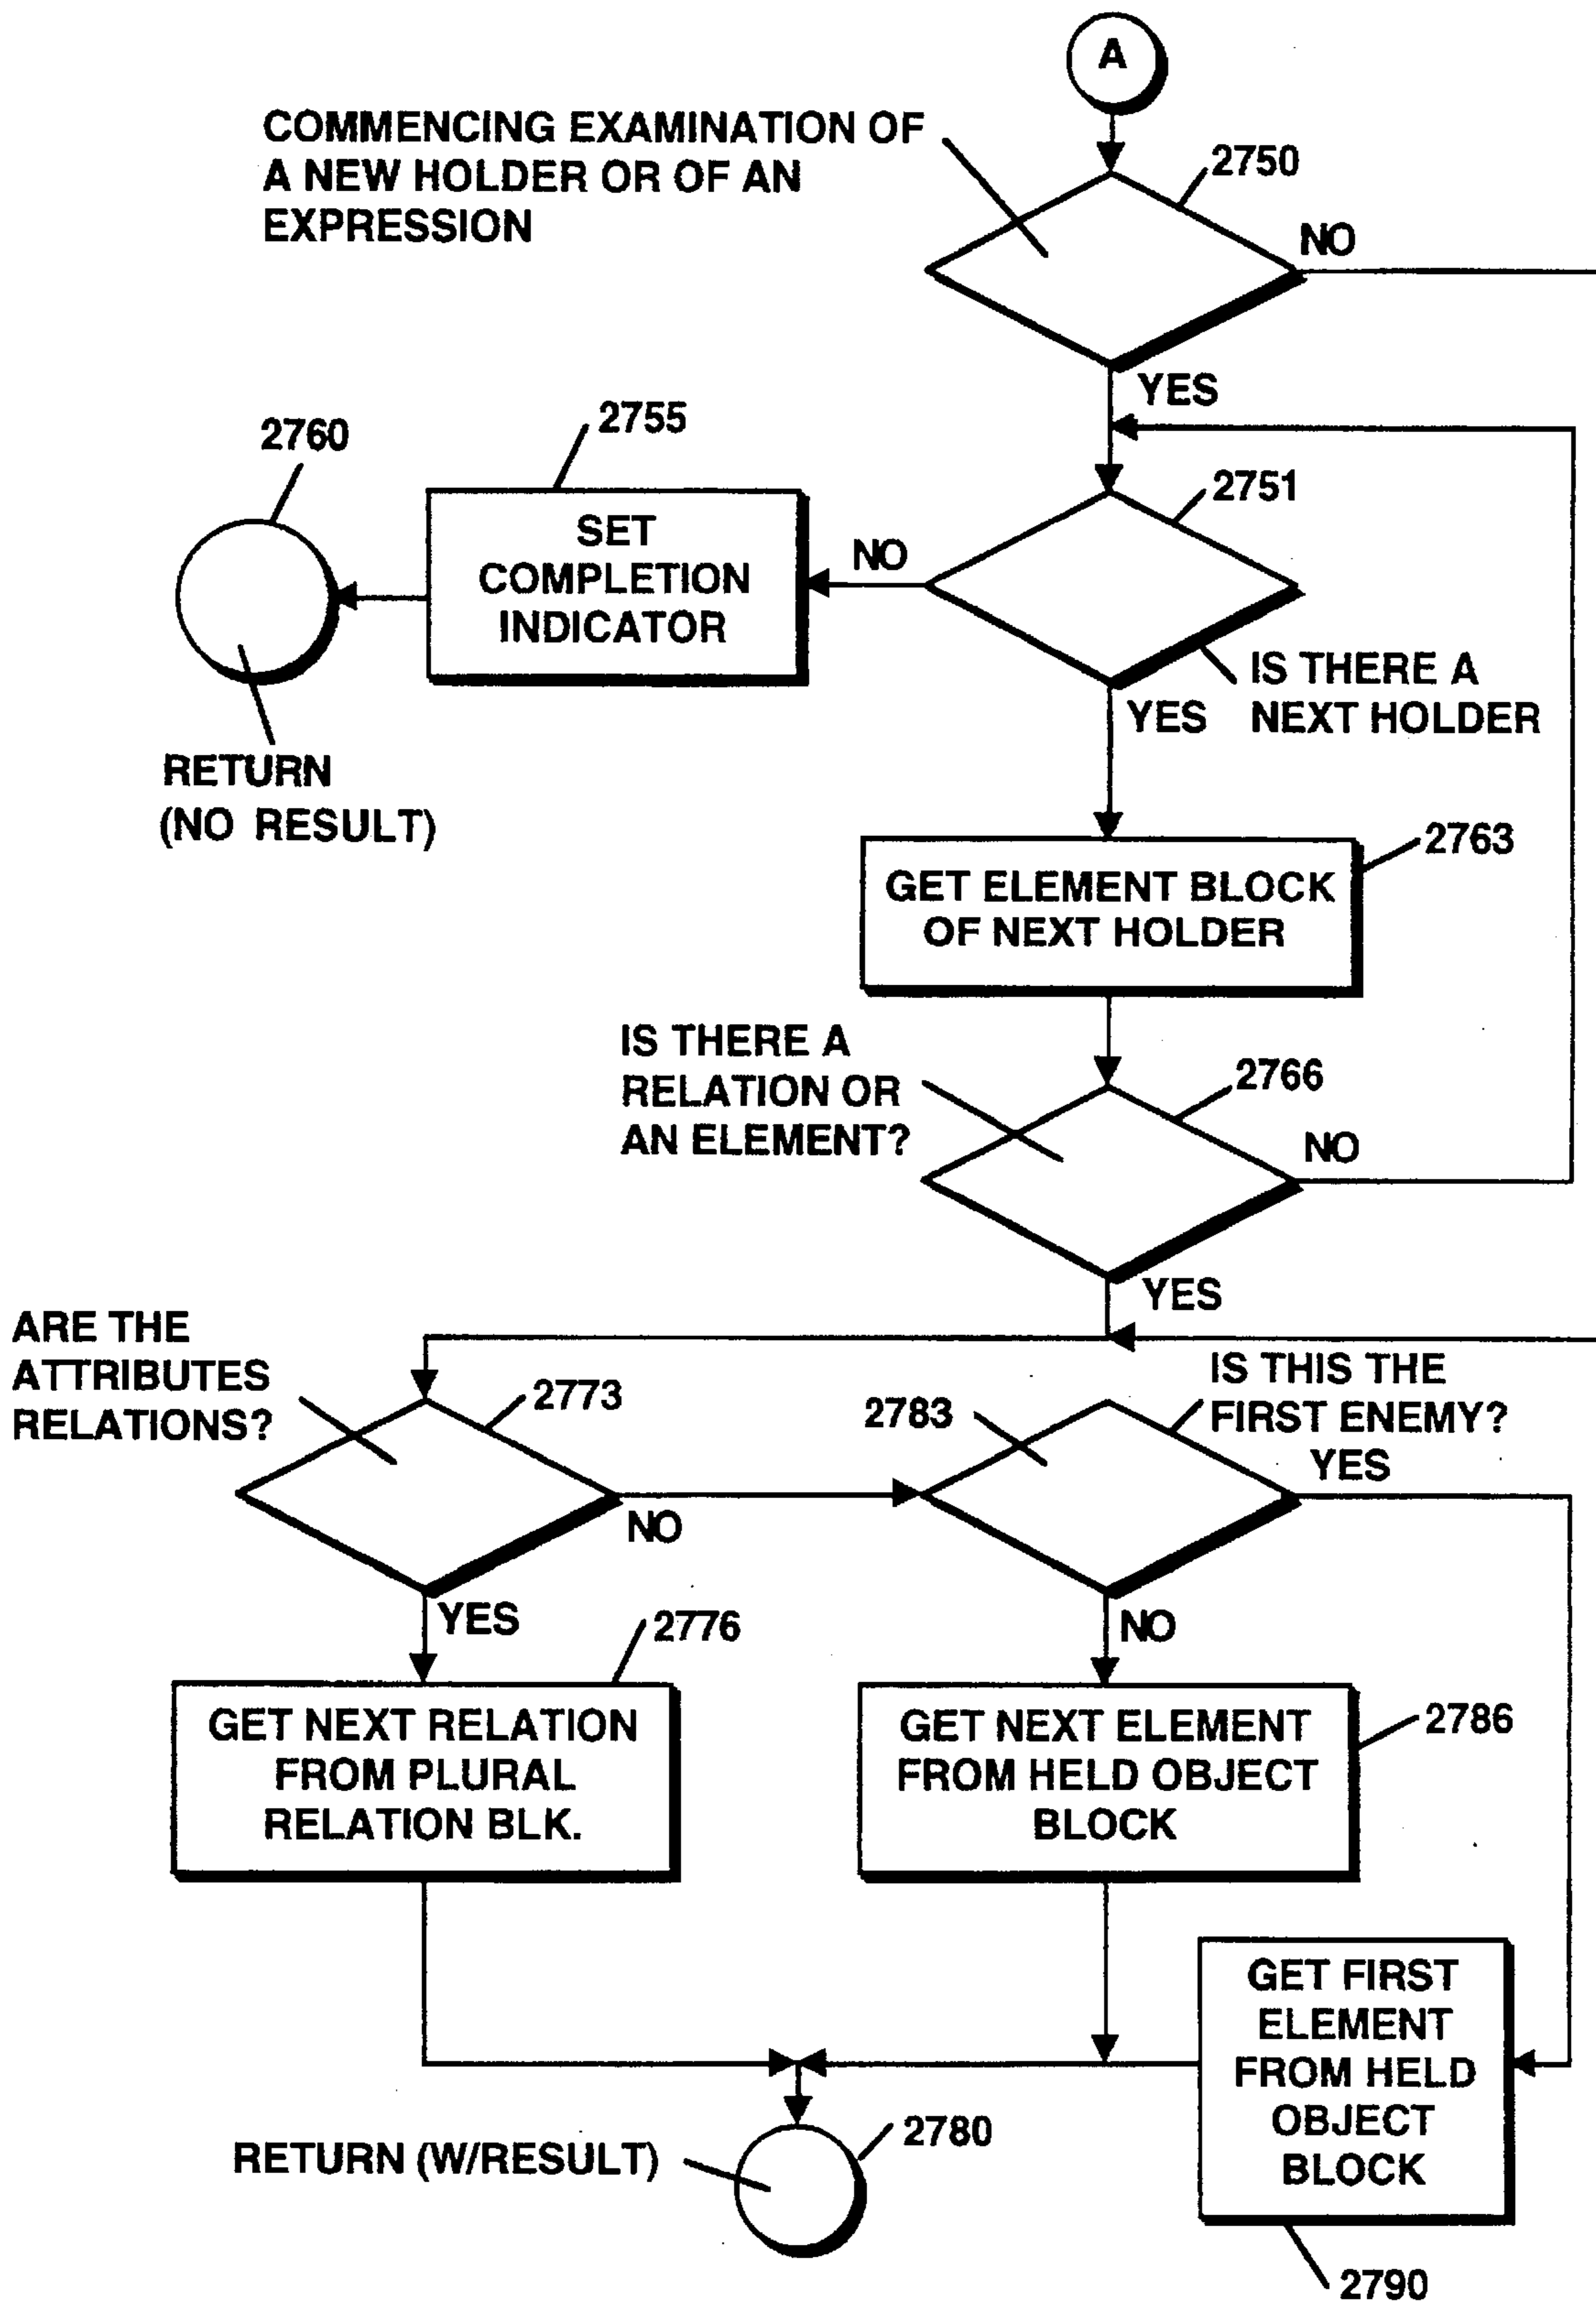 A
COMMENCING EXAMINATION OF
A NEW HOLDER OR OF AN
EXPRESSION
2750
NO
YES
2760
2755
2751
SET
COMPLETION
INDICATOR
NO
IS THERE A
NEXT HOLDER
YES
RETURN
(NO RESULT)
2763
GET ELEMENT BLOCK
OF NEXT HOLDER
IS THERE A
RELATION OR
AN ELEMENT?
2766
NO
YES
ARE THE
ATTRIBUTES
RELATIONS?
2773
2783
IS THIS THE
FIRST ENEMY?
YES
NO
YES
2776
NO
GET NEXT RELATION
FROM PLURAL
RELATION BLK.
GET NEXT ELEMENT
FROM HELD OBJECT
BLOCK
2786
GET FIRST
ELEMENT
FROM HELD
OBJECT
BLOCK
RETURN (W/RESULT)
2780
2790